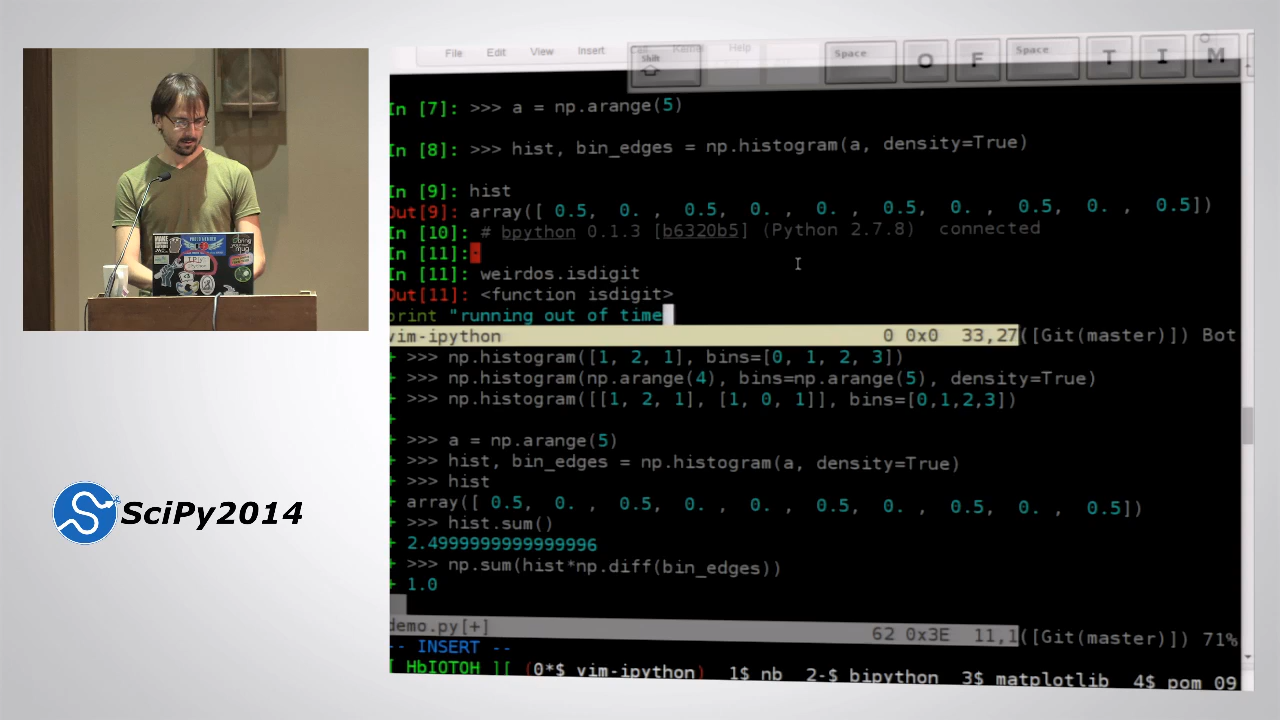 File Edit View Insert Help
Shift Space O F Space T I M
In [7]: >>> a = np.arange(5)
In [8]: >>> hist, bin_edges = np.histogram(a, density=True)
In [9]: hist
Out[9]: array([ 0.5, 0. , 0.5, 0. , 0. , 0.5, 0. , 0.5, 0. , 0.5])
In [10]: # bpython 0.1.3 [b6320b5] (Python 2.7.8) connected
In [11]:
In [11]: weirdos.isdigit
Out[11]: <function isdigit>
print "running out of time
vim-ipython 0 0x0 33,27([Git(master)]) Bot
+ >>> np.histogram([1, 2, 1], bins=[0, 1, 2, 3])
+ >>> np.histogram(np.arange(4), bins=np.arange(5), density=True)
+ >>> np.histogram([[1, 2, 1], [1, 0, 1]], bins=[0,1,2,3])
+
+ >>> a = np.arange(5)
+ >>> hist, bin_edges = np.histogram(a, density=True)
+ >>> hist
+ array([ 0.5, 0. , 0.5, 0. , 0. , 0.5, 0. , 0.5, 0. , 0.5])
+ >>> hist.sum()
+ 2.4999999999999996
+ >>> np.sum(hist*np.diff(bin_edges))
+ 1.0
demo.py[+] 62 0x3E 11,1([Git(master)]) 71%
-- INSERT --
[ HbIOTOH ][ (0*$ vim-ipython) 1$ nb 2-$ bipython 3$ matplotlib 4$ pom 09
SciPy2014